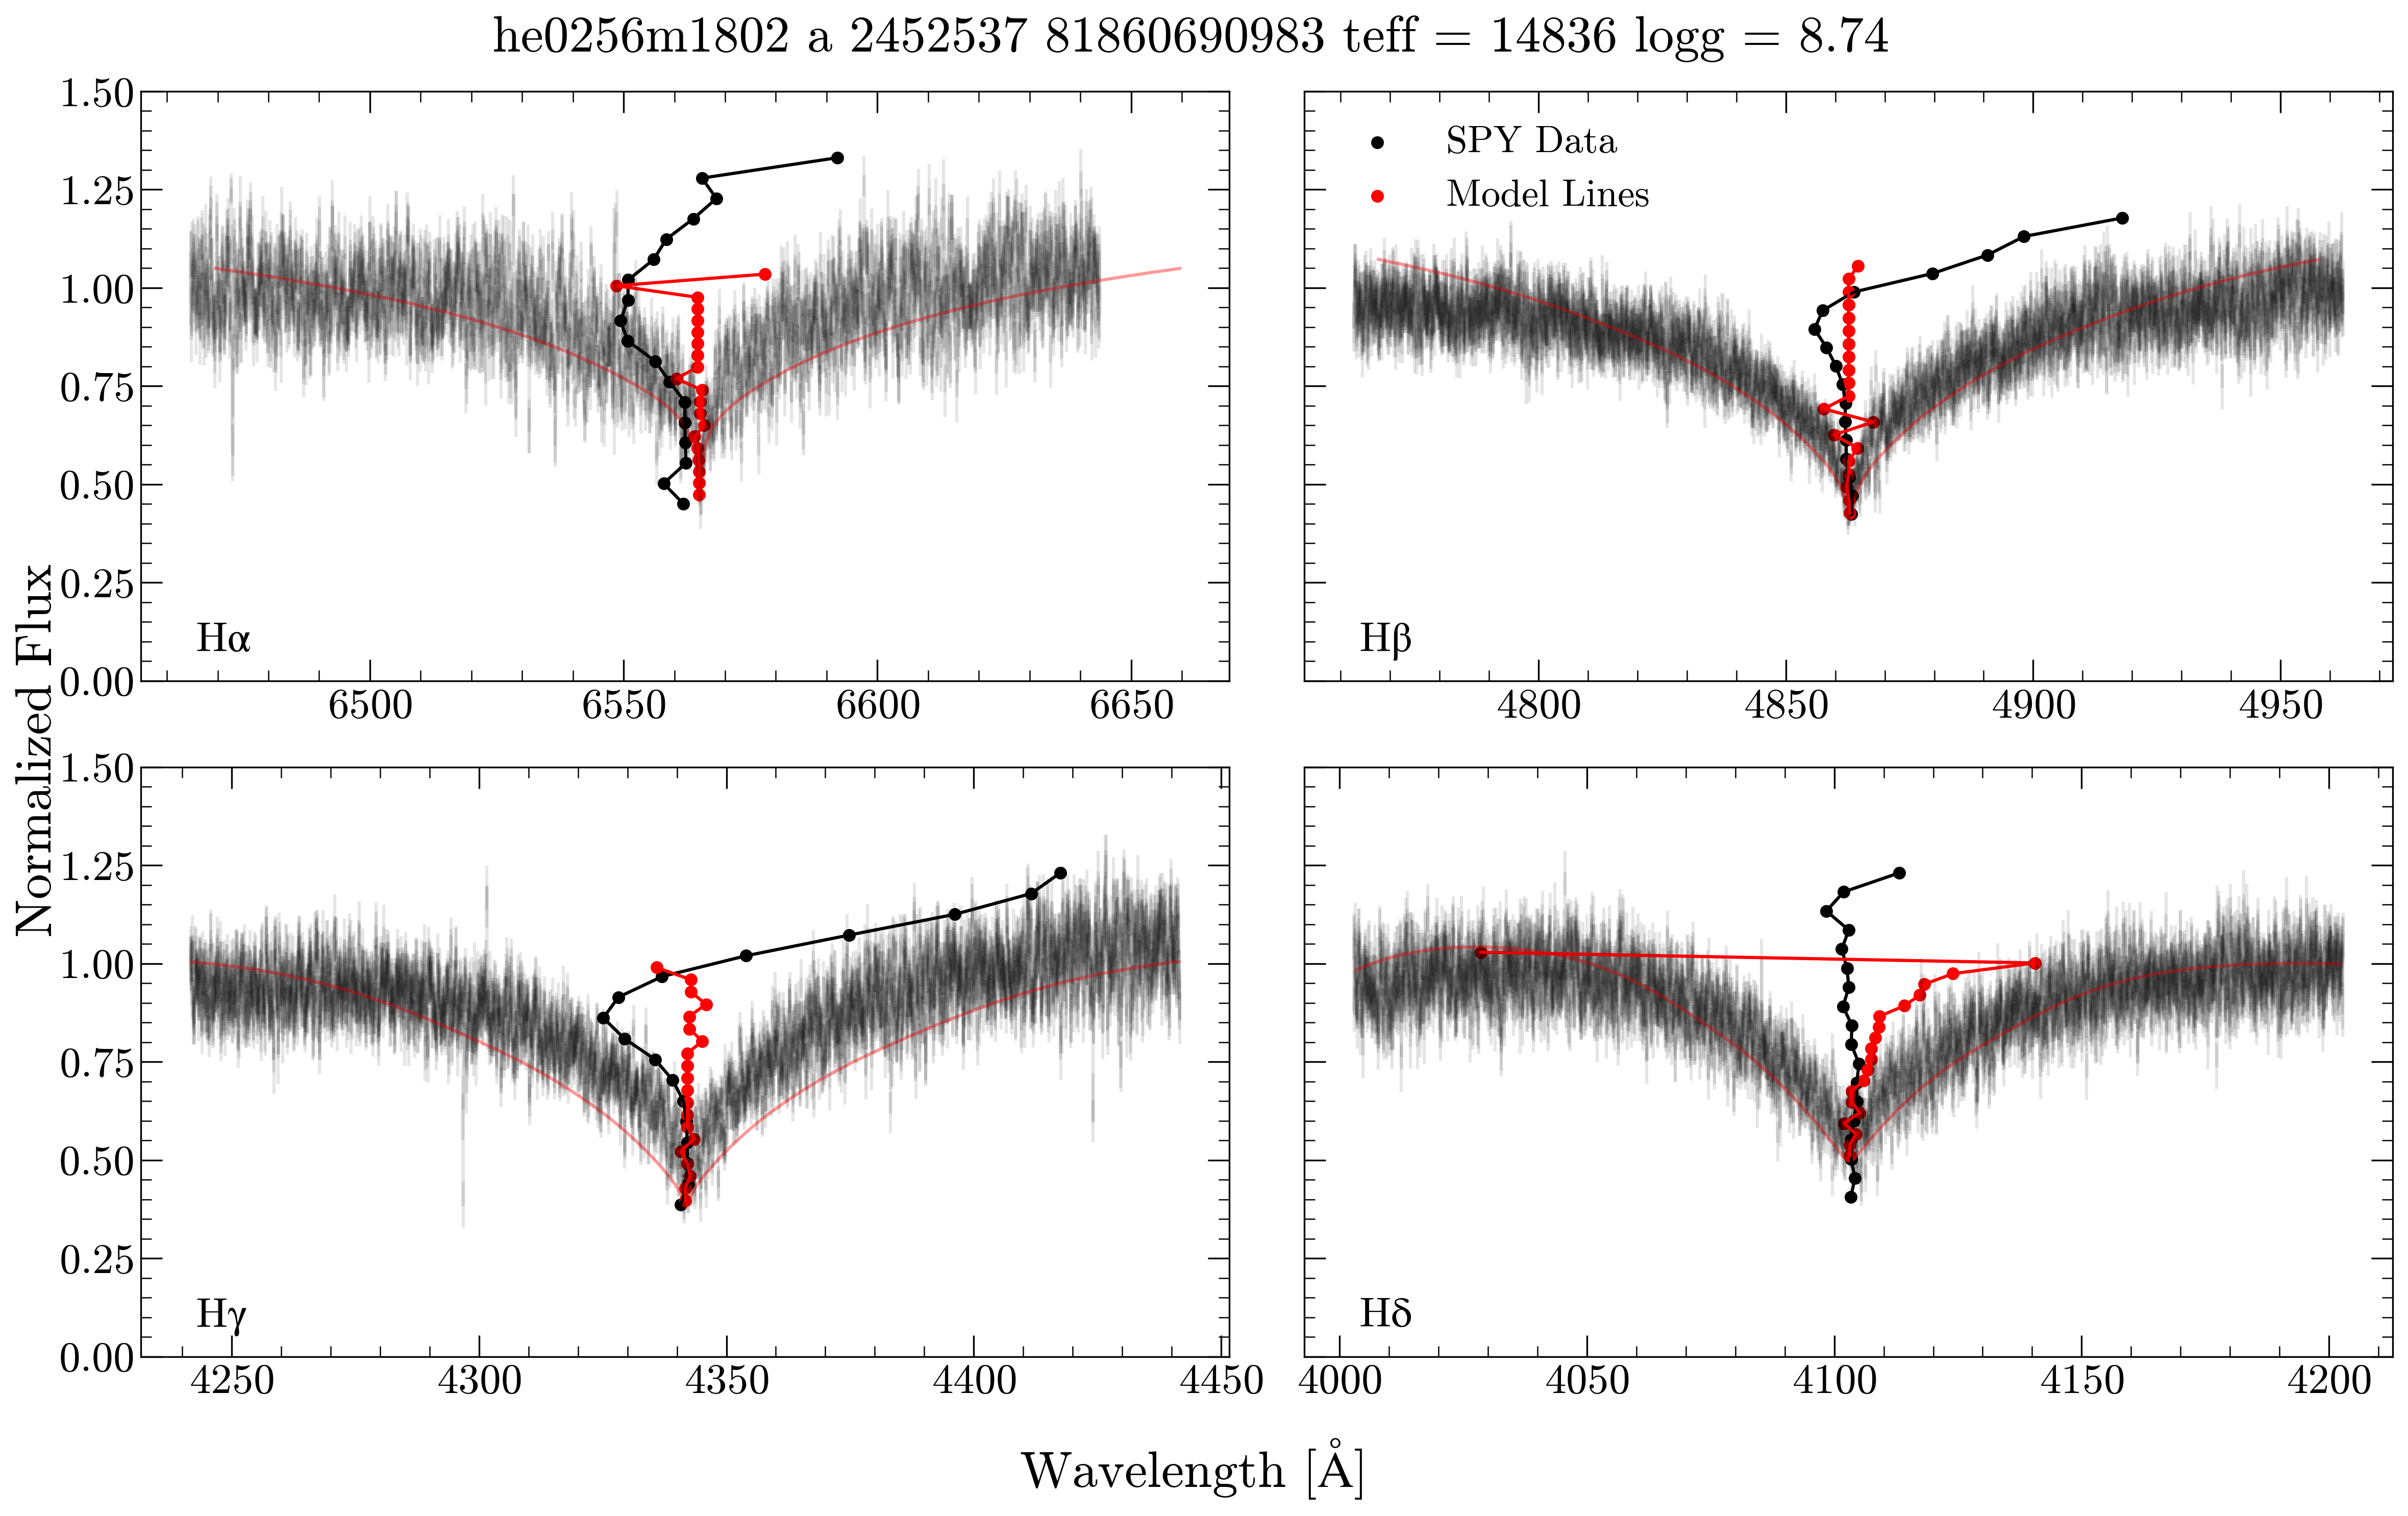 he0256m1802 a 2452537 81860690983 teff = 14836 logg = 8.74
Normalized Flux
1.50
1.25
1.00
0.75
0.50
0.25
0.00
Hα
6500 6550 6600 6650
SPY Data
Model Lines
Hβ
4800 4850 4900 4950
1.50
1.25
1.00
0.75
0.50
0.25
0.00
Hγ
4250 4300 4350 4400 4450
Hδ
4000 4050 4100 4150 4200
Wavelength [Å]